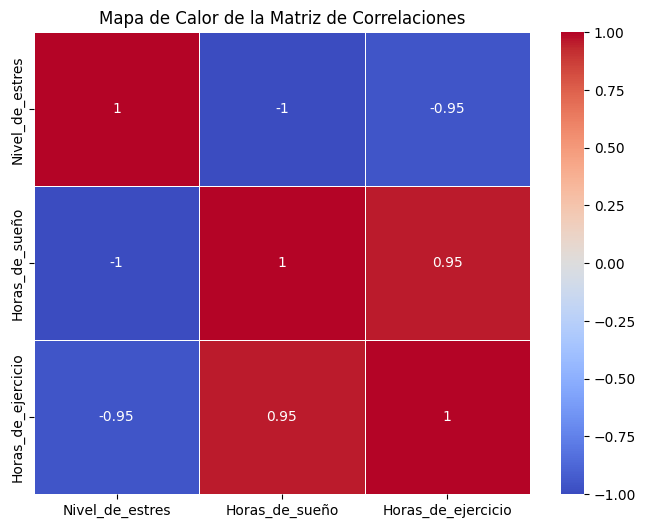 Mapa de Calor de la Matriz de Correlaciones
Nivel_de_estres
1
-1
-0.95
Horas_de_sueño
-1
1
0.95
Horas_de_ejercicio
-0.95
0.95
1
Nivel_de_estres
Horas_de_sueño
Horas_de_ejercicio
1.00
0.75
0.50
0.25
0.00
−0.25
−0.50
−0.75
−1.00